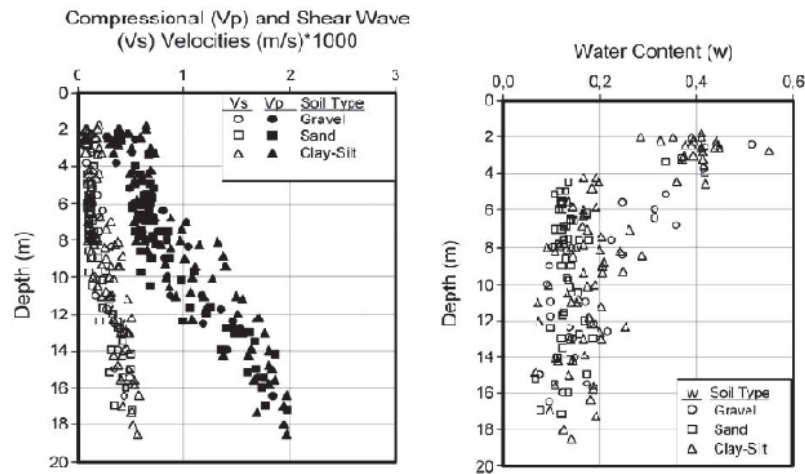 Compressional (Vp) and Shear Wave
(Vs) Velocities (m/s)*1000
0 1 2 3
0
2
4
6
8
10
12
14
16
18
20
Depth (m)
Vs Vp Soil Type
Gravel
Sand
Clay-Silt
Water Content (w)
0,0 0,2 0,4 0,6
0
2
4
6
8
10
12
14
16
18
20
Depth (m)
w Soil Type
Gravel
Sand
Clay-Silt